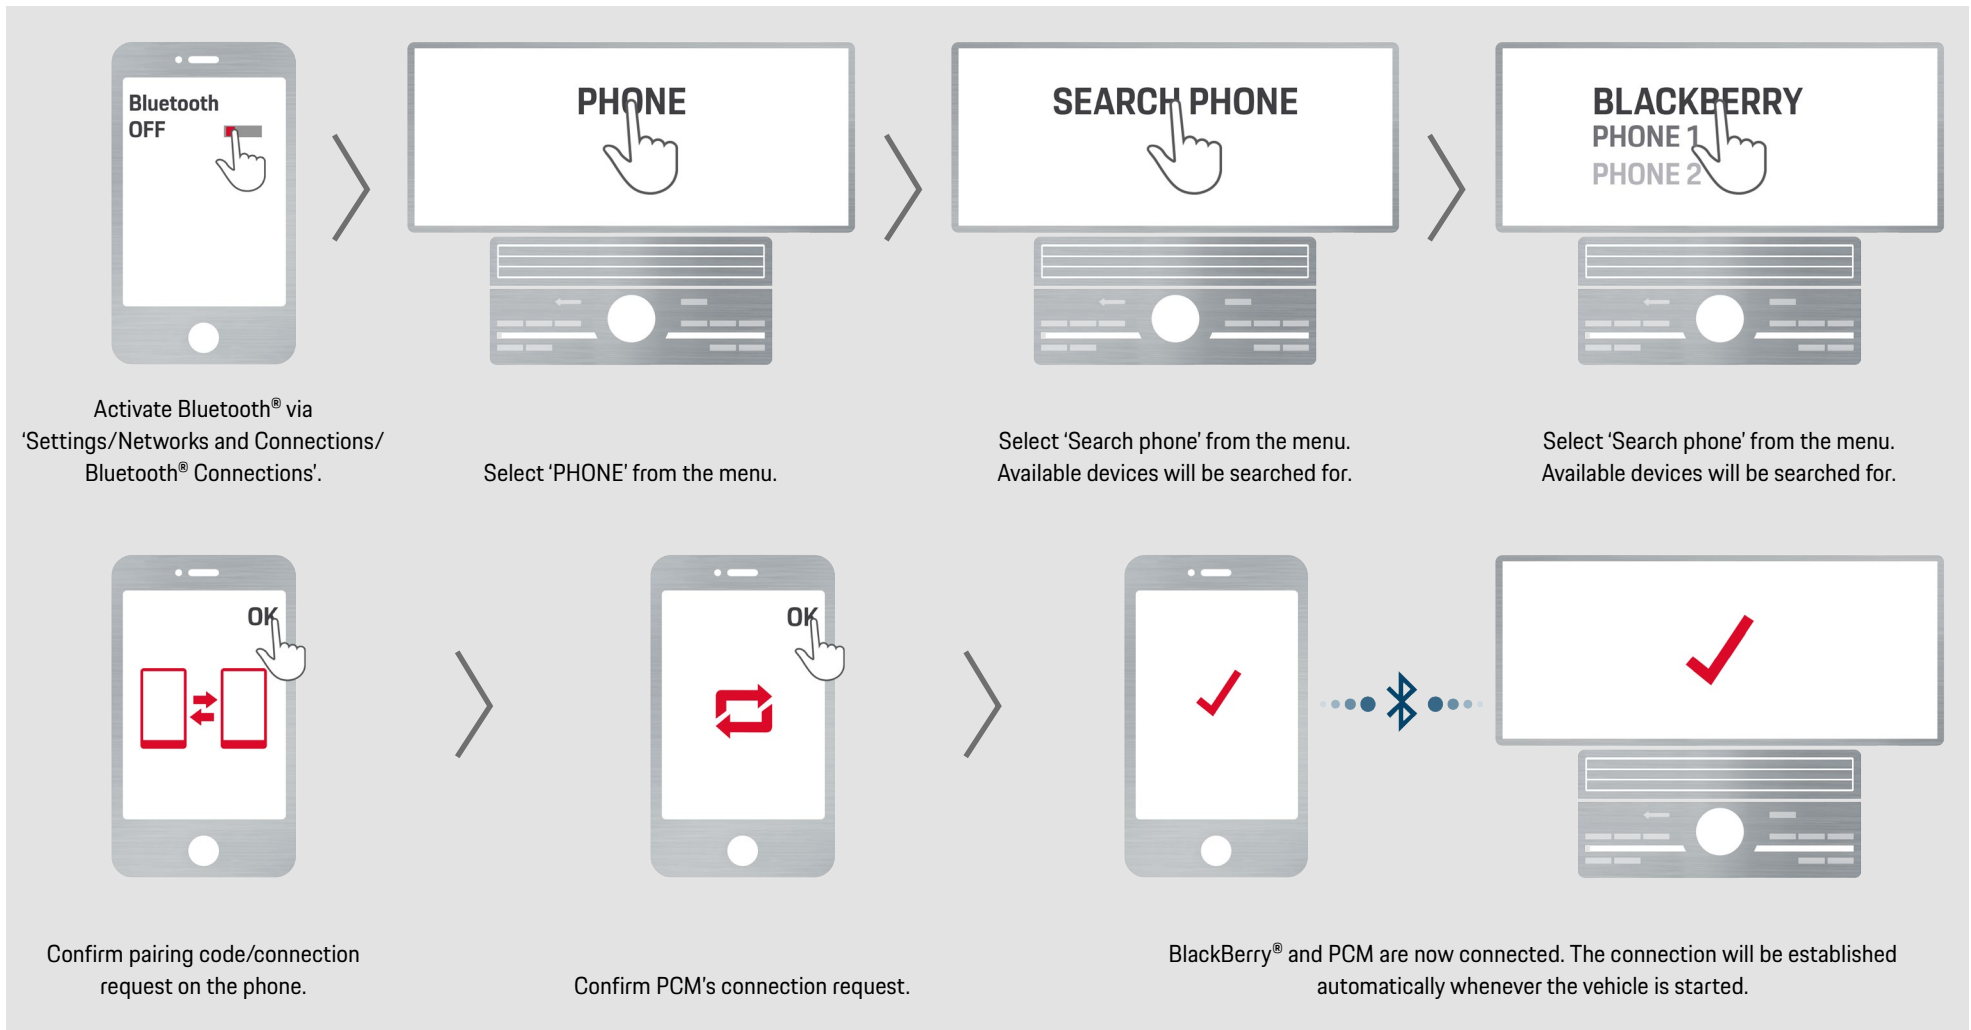 Bluetooth
OFF
PHONE
SEARCH PHONE
BLACKBERRY
PHONE 1
PHONE 2
Activate Bluetooth® via
‘Settings/Networks and Connections/
Bluetooth® Connections’.
Select ‘PHONE’ from the menu.
Select ‘Search phone’ from the menu.
Available devices will be searched for.
Select ‘Search phone’ from the menu.
Available devices will be searched for.
OK
OK
Confirm pairing code/connection
request on the phone.
Confirm PCM’s connection request.
BlackBerry® and PCM are now connected. The connection will be established
automatically whenever the vehicle is started.